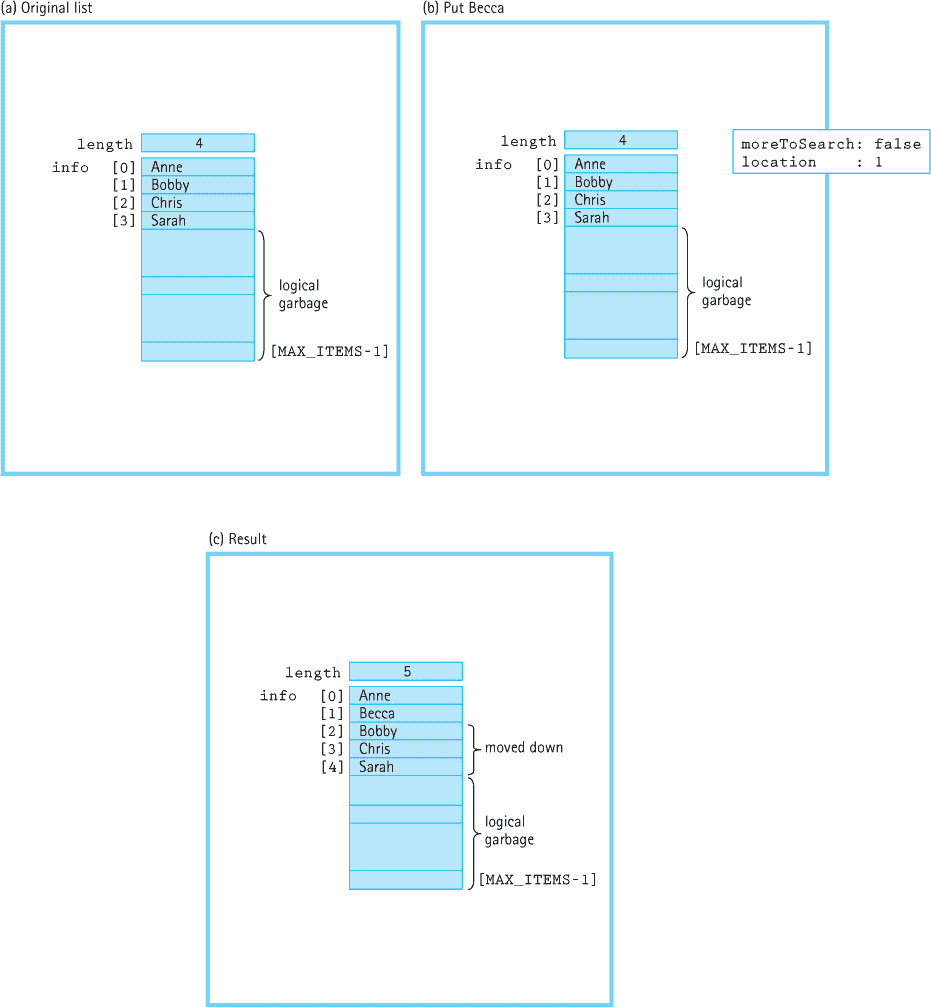 (a) Original list
length 4
info [0] Anne
[1] Bobby
[2] Chris
[3] Sarah
logical
garbage
[MAX_ITEMS-1]
(b) Put Becca
length 4
info [0] Anne
[1] Bobby
[2] Chris
[3] Sarah
logical
garbage
[MAX_ITEMS-1]
moreToSearch: false
location : 1
(c) Result
length 5
info [0] Anne
[1] Becca
[2] Bobby
[3] Chris
[4] Sarah
moved down
logical
garbage
[MAX_ITEMS-1]